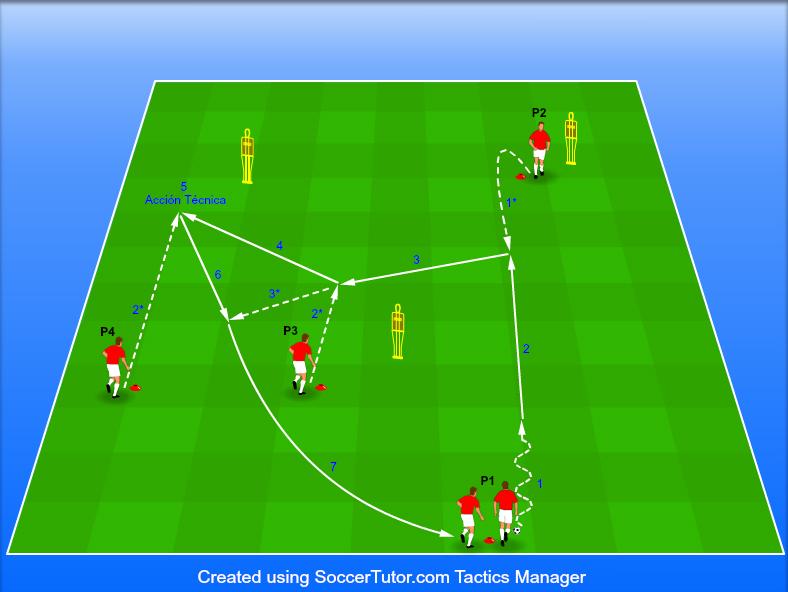 P2
1*
5
Acción Técnica
4
3
6
3*
2*
2*
P4
P3
2
7
P1
1
Created using SoccerTutor.com Tactics Manager